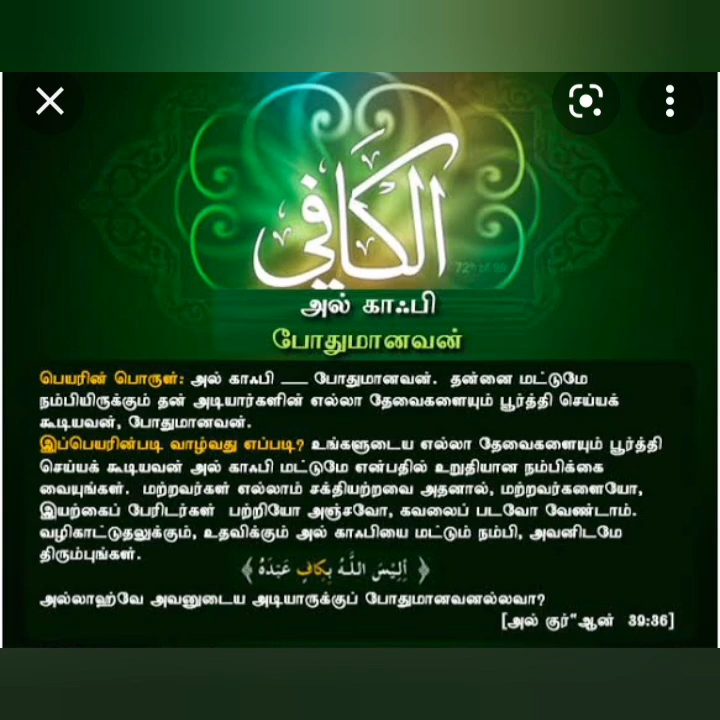 الكافي
72ⁿᵈ of 99
அல் காஃபி
போதுமானவன்
பெயரின் பொருள்: அல் காஃபி __ போதுமானவன். தன்னை மட்டுமே
நம்பியிருக்கும் தன் அடியார்களின் எல்லா தேவைகளையும் பூர்த்தி செய்யக்
கூடியவன், போதுமானவன்.
இப்பெயரின்படி வாழ்வது எப்படி? உங்களுடைய எல்லா தேவைகளையும் பூர்த்தி
செய்யக் கூடியவன் அல் காஃபி மட்டுமே என்பதில் உறுதியான நம்பிக்கை
வையுங்கள். மற்றவர்கள் எல்லாம் சக்தியற்றவை அதனால், மற்றவர்களையோ,
இயற்கைப் பேரிடர்கள் பற்றியோ அஞ்சவோ, கவலைப் படவோ வேண்டாம்.
வழிகாட்டுதலுக்கும், உதவிக்கும் அல் காஃபியை மட்டும் நம்பி, அவனிடமே
திரும்புங்கள்.
﴿ أَلَيْسَ اللَّهُ بِكَافٍ عَبْدَهُ ﴾
அல்லாஹ்வே அவனுடைய அடியாருக்குப் போதுமானவனல்லவா?
[அல் குர்"ஆன் 39:36]